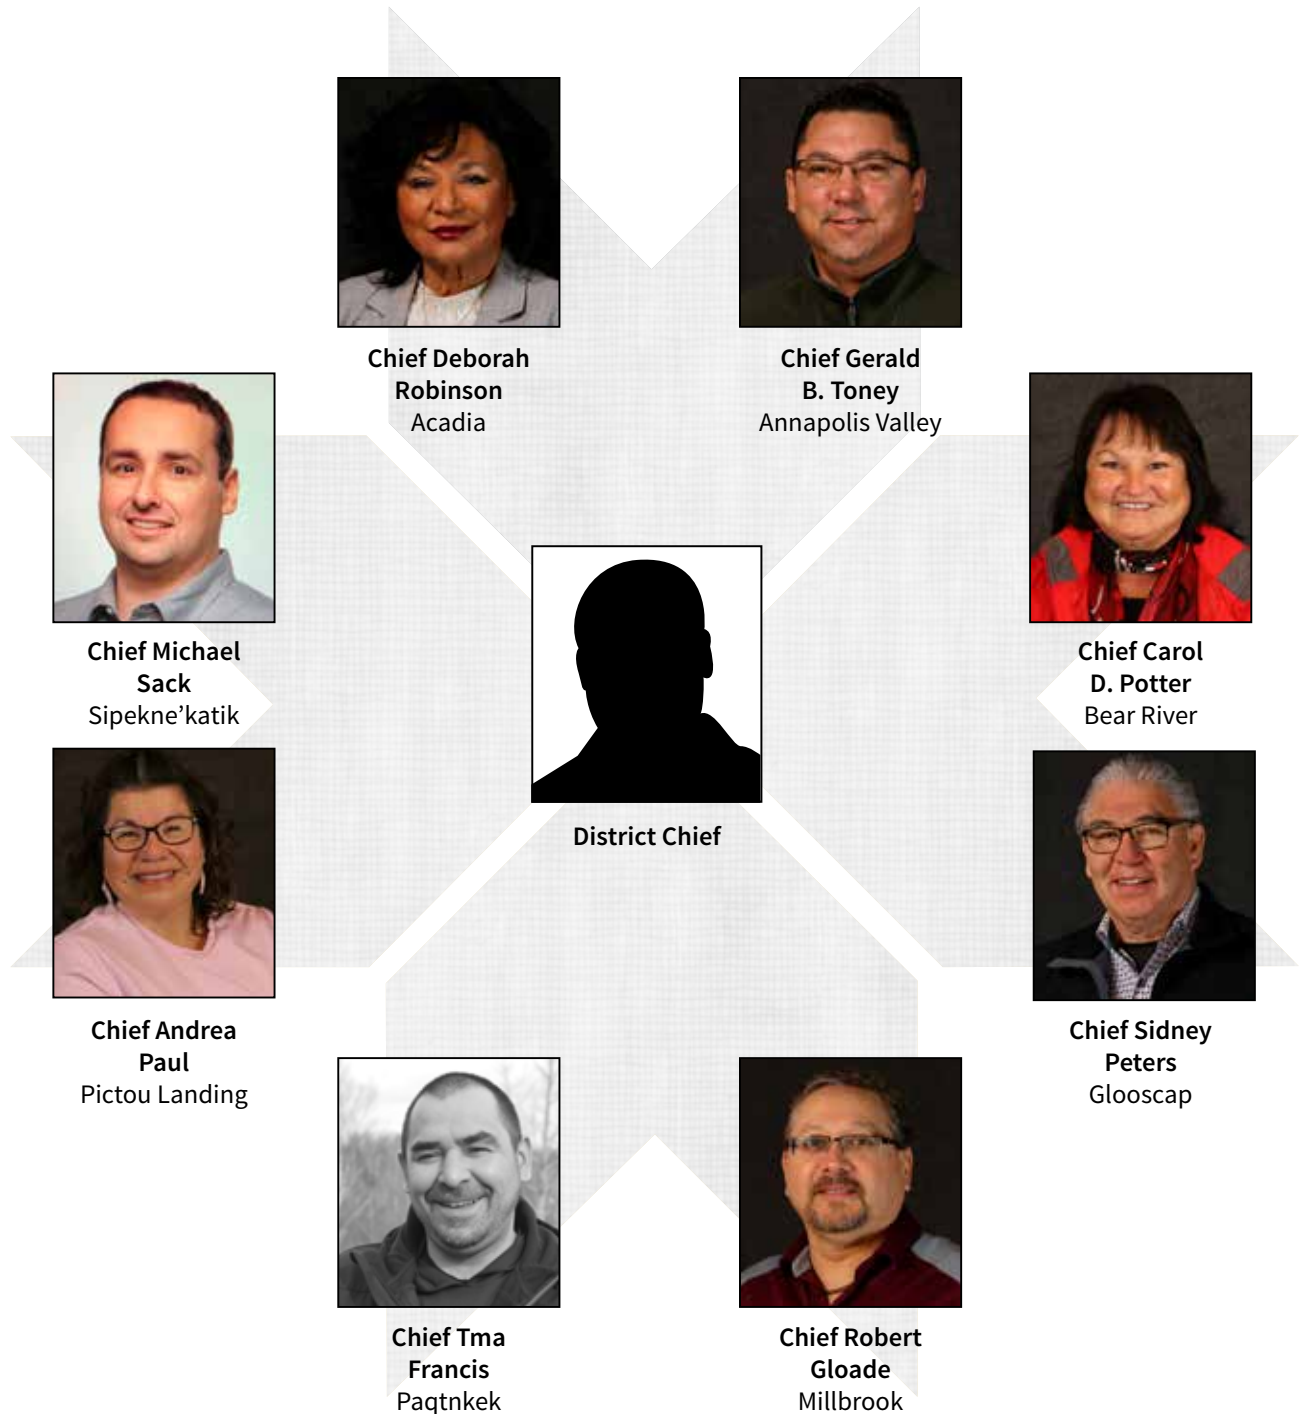 Chief Deborah
Robinson
Acadia
Chief Gerald
B. Toney
Annapolis Valley
Chief Michael
Sack
Sipekne’katik
Chief Carol
D. Potter
Bear River
District Chief
Chief Andrea
Paul
Pictou Landing
Chief Sidney
Peters
Glooscap
Chief Tma
Francis
Paqtnkek
Chief Robert
Gloade
Millbrook